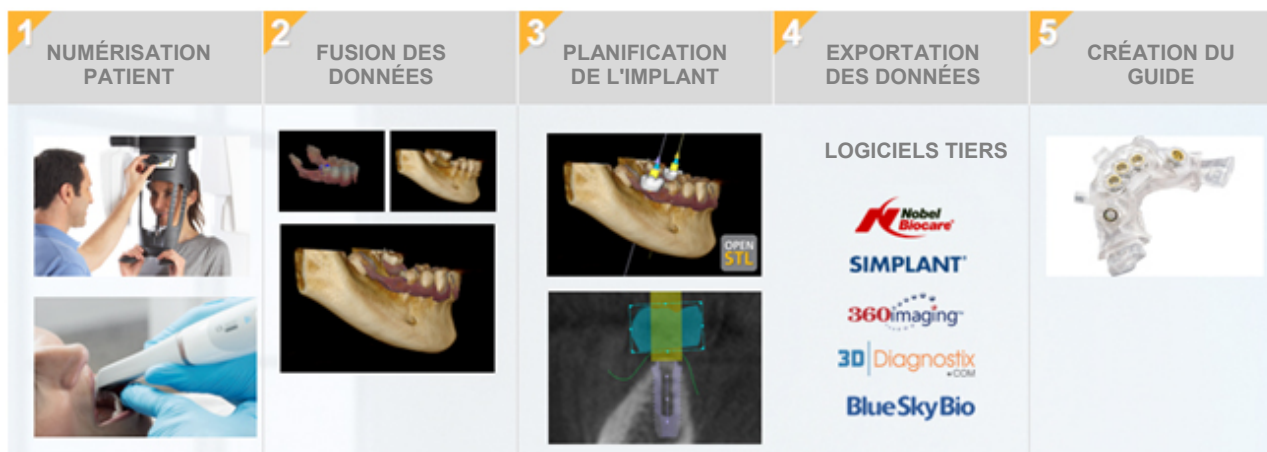 1
NUMÉRISATION
PATIENT
2
FUSION DES
DONNÉES
3
PLANIFICATION
DE L'IMPLANT
4
EXPORTATION
DES DONNÉES
5
CRÉATION DU
GUIDE
OPEN
STL
LOGICIELS TIERS
Nobel
Biocare®
SIMPLANT®
360imaging™
3D Diagnostix
.COM
BlueSkyBio